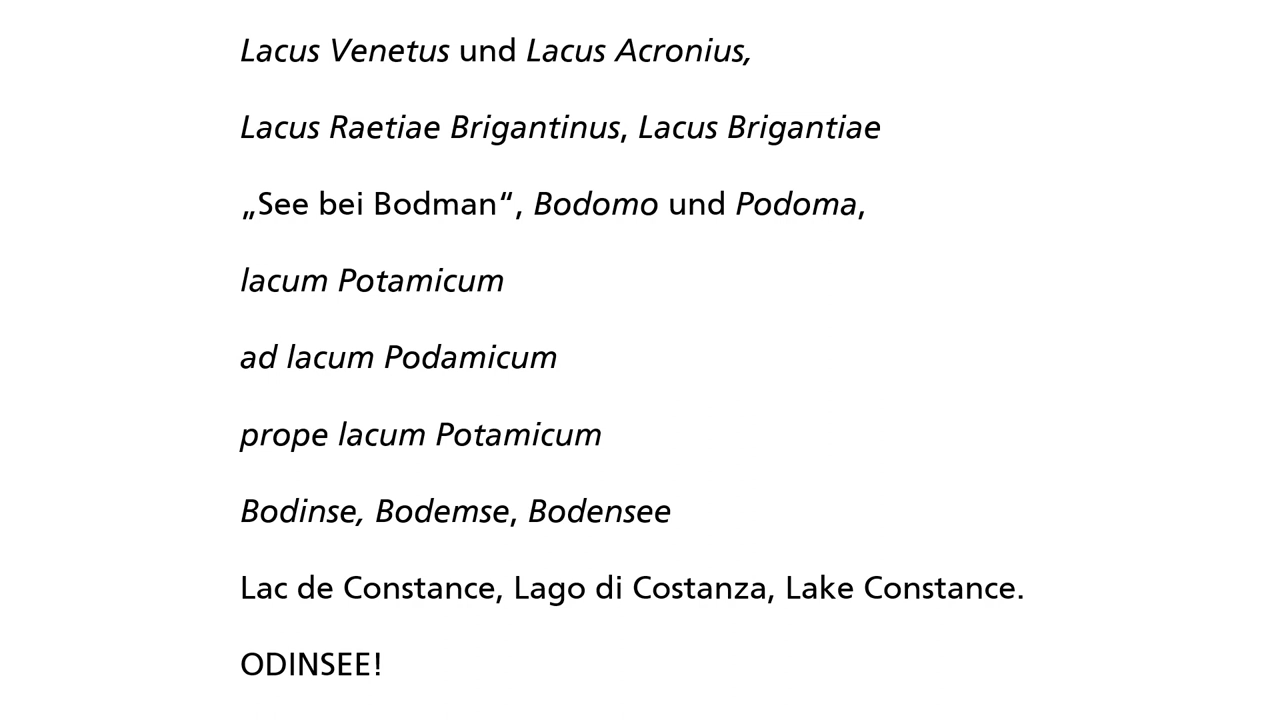 Lacus Venetus und Lacus Acronius,
Lacus Raetiae Brigantinus, Lacus Brigantiae
„See bei Bodman“, Bodomo und Podoma,
lacum Potamicum
ad lacum Podamicum
prope lacum Potamicum
Bodinse, Bodemse, Bodensee
Lac de Constance, Lago di Costanza, Lake Constance.
ODINSEE!